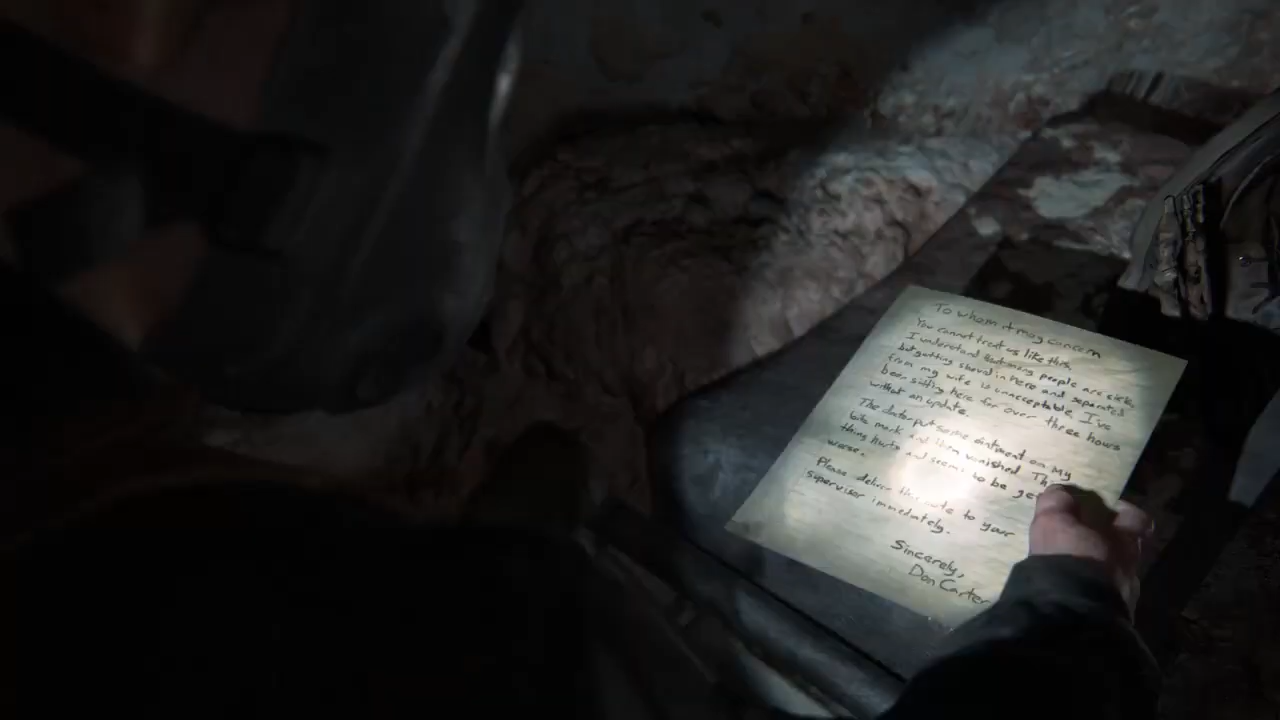 To whom it may concern
You cannot treat us like this.
I understand that many people are sick,
but getting shoved in here and separated
from my wife is unacceptable. I've
been sitting here for over three hours
without an update.
The doctor put some ointment on my
bite mark and then vanished. The
thing hurts and seems to be ge
worse.
Please deliver this note to your
supervisor immediately.
Sincerely,
Don Carter